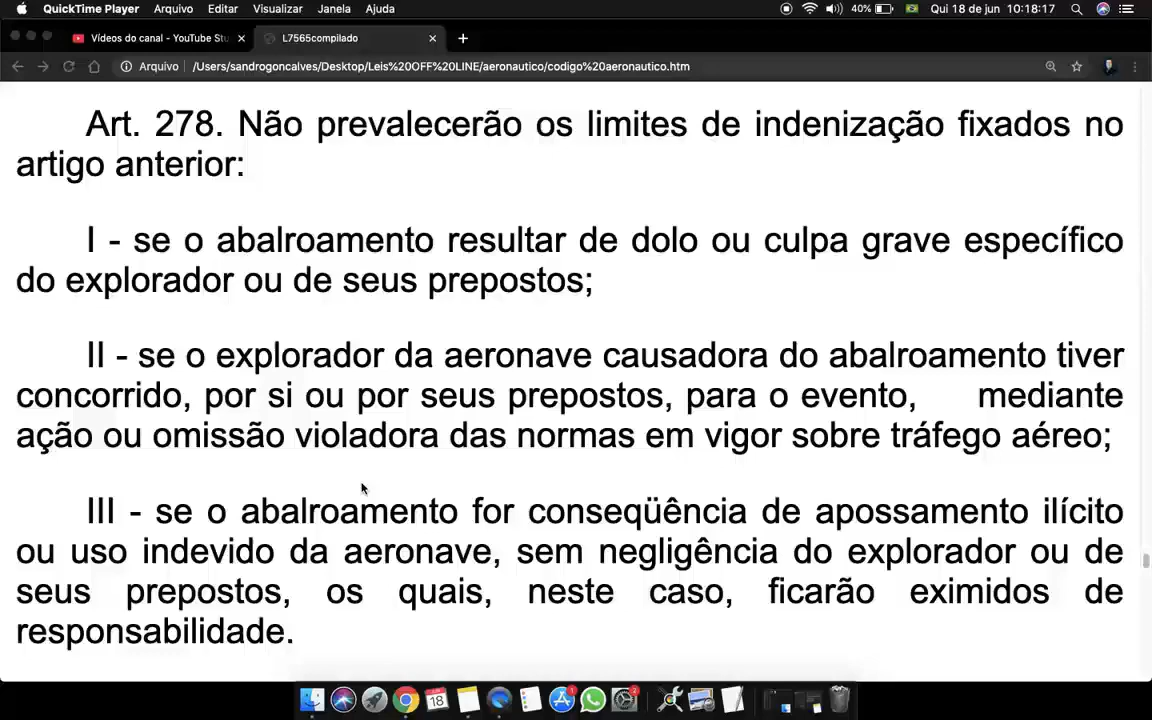 QuickTime Player Arquivo Editar Visualizar Janela Ajuda 40% Qui 18 de jun 10:18:17
Vídeos do canal - YouTube Stu L7565compilado
Arquivo /Users/sandrogoncalves/Desktop/Leis%20OFF%20LINE/aeronautico/codigo%20aeronautico.htm
Art. 278. Não prevalecerão os limites de indenização fixados no
artigo anterior:
I - se o abalroamento resultar de dolo ou culpa grave específico
do explorador ou de seus prepostos;
II - se o explorador da aeronave causadora do abalroamento tiver
concorrido, por si ou por seus prepostos, para o evento, mediante
ação ou omissão violadora das normas em vigor sobre tráfego aéreo;
III - se o abalroamento for conseqüência de apossamento ilícito
ou uso indevido da aeronave, sem negligência do explorador ou de
seus prepostos, os quais, neste caso, ficarão eximidos de
responsabilidade.
18